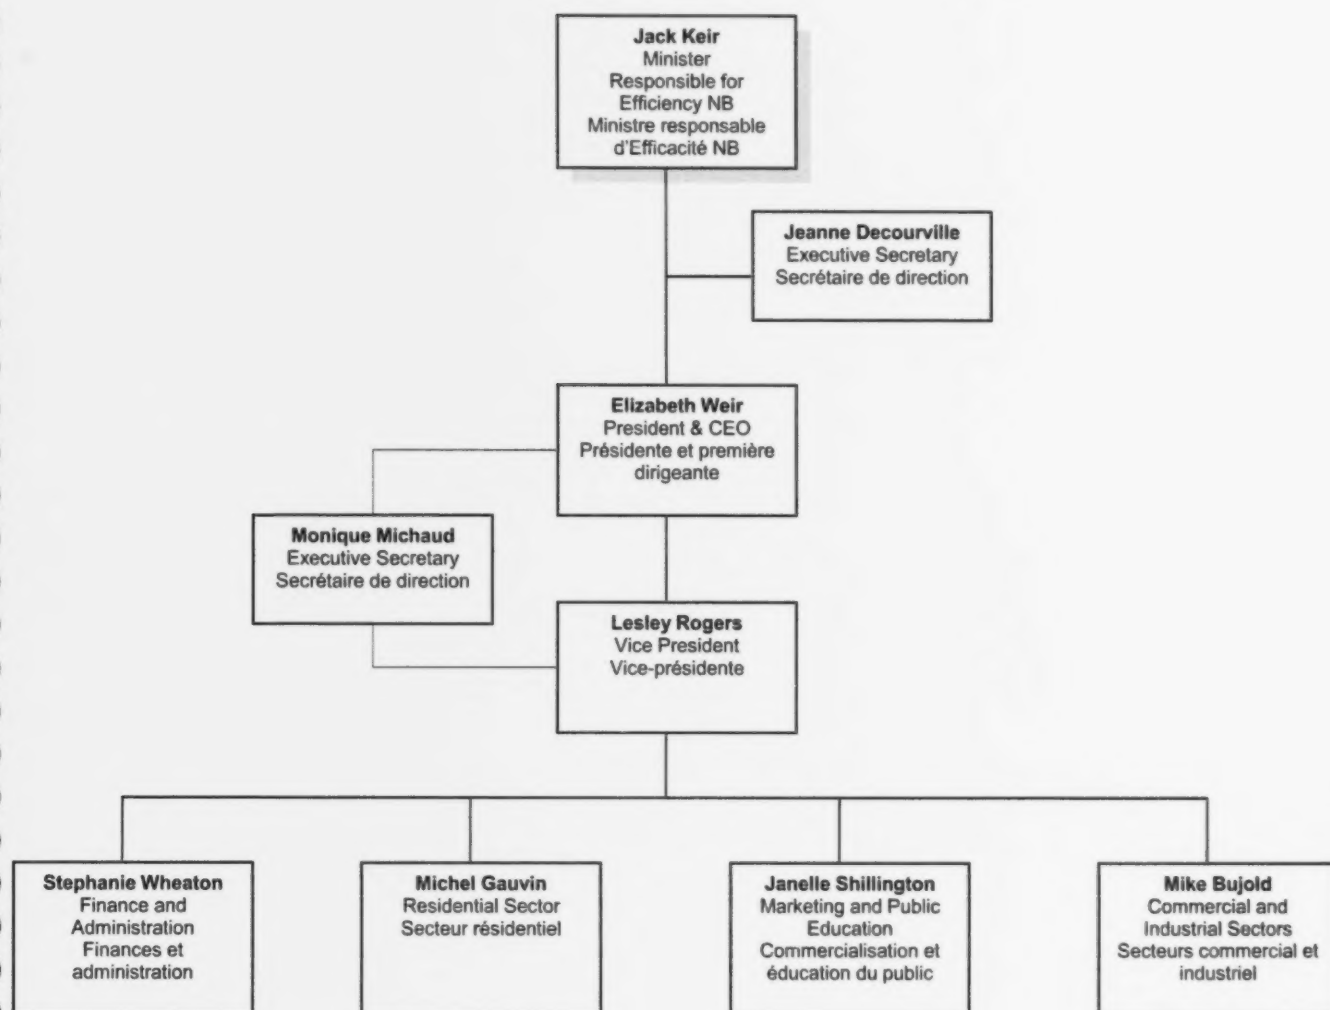 Jack Keir
Minister
Responsible for
Efficiency NB
Ministre responsable
d'Efficacité NB
Jeanne Decourville
Executive Secretary
Secrétaire de direction
Elizabeth Weir
President & CEO
Présidente et première
dirigeante
Monique Michaud
Executive Secretary
Secrétaire de direction
Lesley Rogers
Vice President
Vice-présidente
Stephanie Wheaton
Finance and
Administration
Finances et
administration
Michel Gauvin
Residential Sector
Secteur résidentiel
Janelle Shillington
Marketing and Public
Education
Commercialisation et
éducation du public
Mike Bujold
Commercial and
Industrial Sectors
Secteurs commercial et
industriel